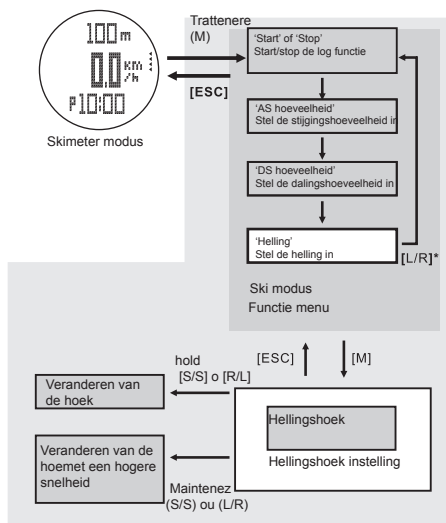 Trattenere
(M)
100m
0.0 KM/h
P10:00
Skimeter modus
[ESC]
‘Start’ of ‘Stop’
Start/stop de log functie
‘AS hoeveelheid’
Stel de stijgingshoeveelheid in
‘DS hoeveelheid’
Stel de dalingshoeveelheid in
‘Helling’
Stel de helling in
[L/R]*
Ski modus
Functie menu
[ESC]
[M]
hold
[S/S] o [R/L]
Veranderen van
de hoek
Hellingshoek
Hellingshoek instelling
Veranderen van de
hoemet een hogere
snelheid
Maintenez
(S/S) ou (L/R)